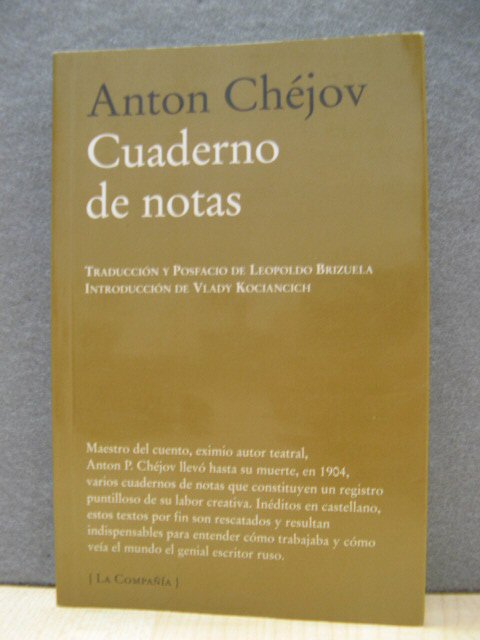 Anton Chéjov
Cuaderno
de notas
Traducción y Posfacio de Leopoldo Brizuela
Introducción de Vlady Kociancich
Maestro del cuento, eximio autor teatral,
Anton P. Chéjov llevó hasta su muerte, en 1904,
varios cuadernos de notas que constituyen un registro
puntilloso de su labor creativa. Inéditos en castellano,
estos textos por fin son rescatados y resultan
indispensables para entender cómo trabajaba y cómo
veía el mundo el genial escritor ruso.
[ La Compañía ]